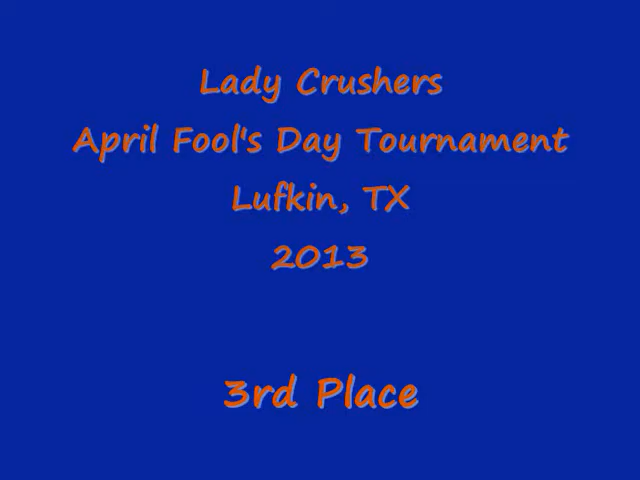 Lady Crushers
April Fool's Day Tournament
Lufkin, TX
2013
3rd Place